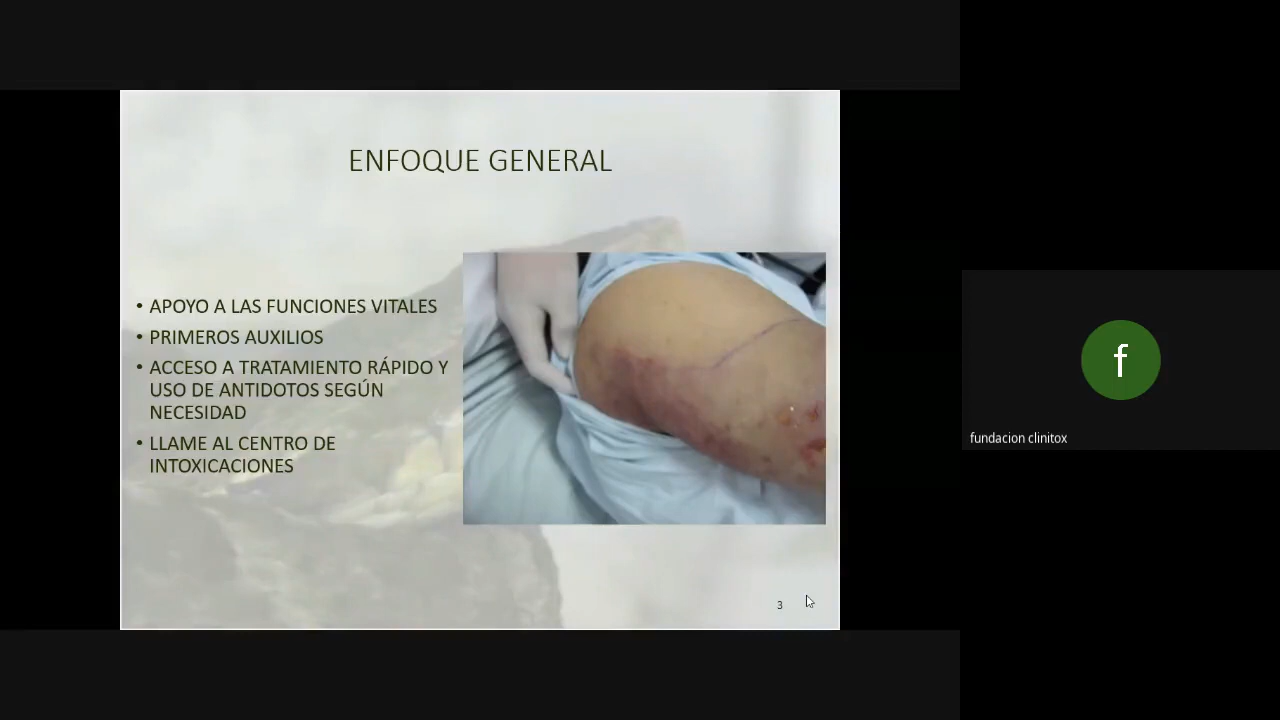 ENFOQUE GENERAL
• APOYO A LAS FUNCIONES VITALES
• PRIMEROS AUXILIOS
• ACCESO A TRATAMIENTO RÁPIDO Y
USO DE ANTIDOTOS SEGÚN
NECESIDAD
• LLAME AL CENTRO DE
INTOXICACIONES
3
f
fundacion clinitox